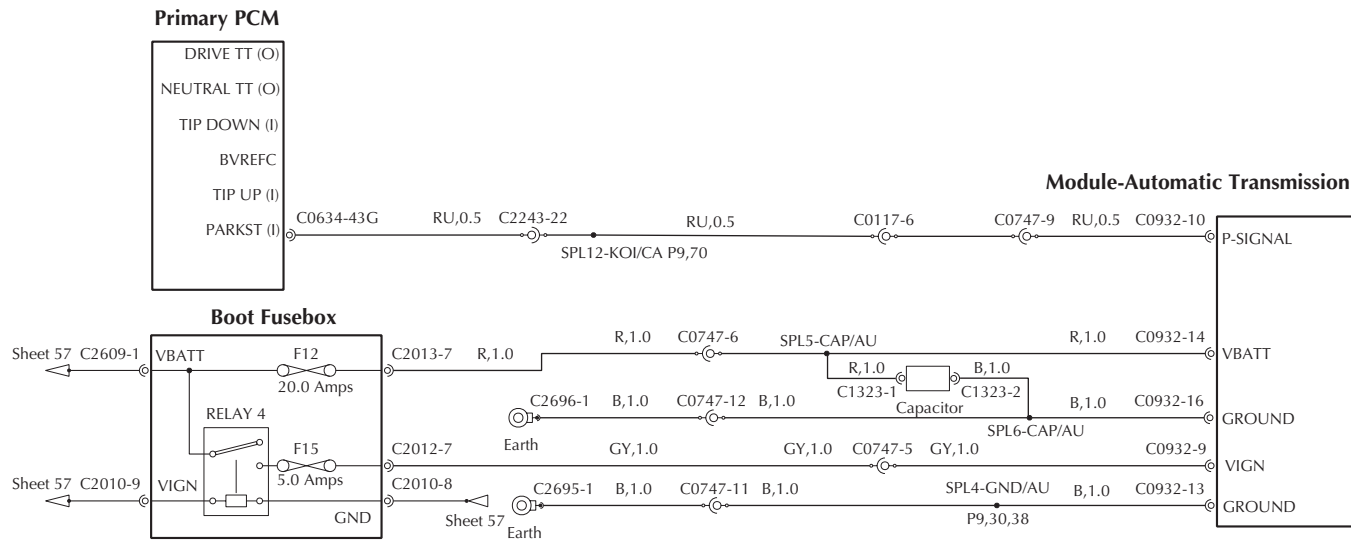 Primary PCM
DRIVE TT (O)
NEUTRAL TT (O)
TIP DOWN (I)
BVREFC
TIP UP (I)
PARKST (I)
C0634-43G
RU,0.5
C2243-22
SPL12-KOI/CA P9,70
RU,0.5
C0117-6
C0747-9
RU,0.5
C0932-10
Module-Automatic Transmission
P-SIGNAL
Boot Fusebox
Sheet 57
C2609-1
VBATT
F12
20.0 Amps
C2013-7
R,1.0
R,1.0
C0747-6
SPL5-CAP/AU
R,1.0
C0932-14
VBATT
R,1.0
B,1.0
C1323-1
C1323-2
Capacitor
RELAY 4
C2696-1
Earth
B,1.0
C0747-12
B,1.0
SPL6-CAP/AU
B,1.0
C0932-16
GROUND
F15
5.0 Amps
C2012-7
GY,1.0
GY,1.0
C0747-5
GY,1.0
C0932-9
VIGN
Sheet 57
C2010-9
VIGN
GND
C2010-8
Sheet 57
C2695-1
Earth
B,1.0
C0747-11
B,1.0
SPL4-GND/AU
P9,30,38
B,1.0
C0932-13
GROUND